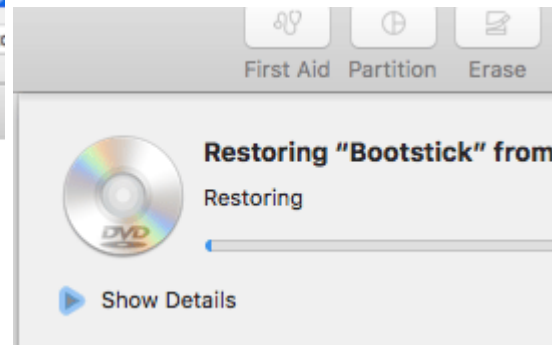 First Aid Partition Erase
Restoring "Bootstick" from
Restoring
DVD
Show Details